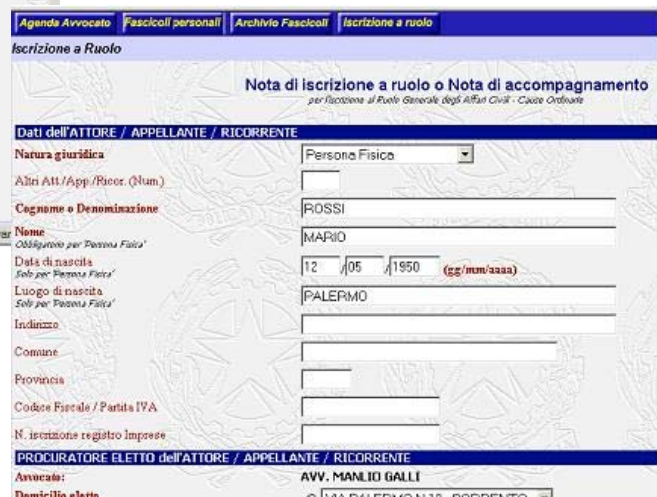 Agenda Avvocato Fascicoli personali Archivio Fascicoli Iscrizione a ruolo
Iscrizione a Ruolo
Nota di iscrizione a ruolo o Nota di accompagnamento
per l'iscrizione al Ruolo Generale degli Affari Civili - Cause Ordinarie
Dati dell'ATTORE / APPELLANTE / RICORRENTE
Natura giuridica Persona Fisica
Altri Att./App./Ricor. (Num.)
Cognome o Denominazione ROSSI
Nome MARIO
Obbligatorio per 'Persona Fisica'
Data di nascita 12 /05 /1950 (gg/mm/aaaa)
Solo per 'Persona Fisica'
Luogo di nascita PALERMO
Solo per 'Persona Fisica'
Indirizzo
Comune
Provincia
Codice Fiscale / Partita IVA
N. iscrizione registro Imprese
PROCURATORE ELETTO dell'ATTORE / APPELLANTE / RICORRENTE
Avvocato: AVV. MANLIO GALLI
Domicilio eletto